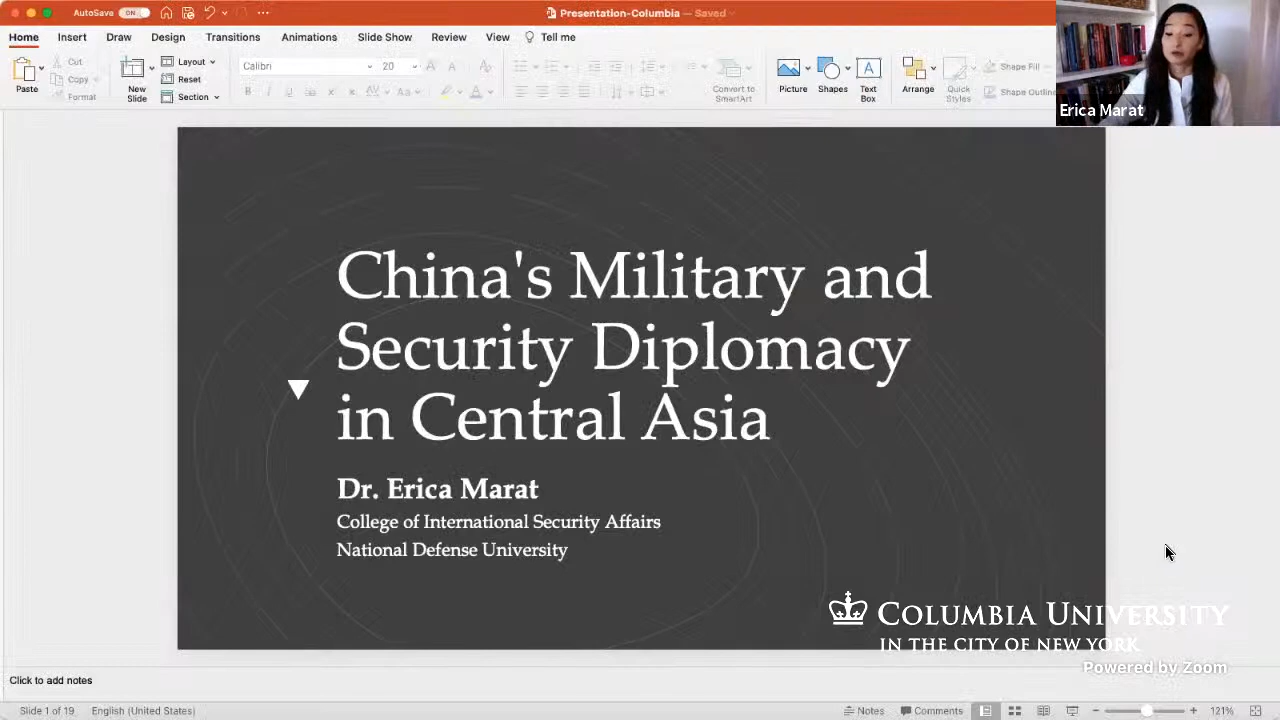 AutoSave ON
Presentation-Columbia — Saved
Home Insert Draw Design Transitions Animations Slide Show Review View Tell me
Paste
Cut
Copy
Format
New
Slide
Layout
Reset
Section
Calibri 20
Convert to
SmartArt
Picture
Shapes
Text
Box
Arrange
Quick
Styles
Shape Fill
Shape Outline
Erica Marat
China's Military and
Security Diplomacy
in Central Asia
Dr. Erica Marat
College of International Security Affairs
National Defense University
COLUMBIA UNIVERSITY
IN THE CITY OF NEW YORK
Powered by Zoom
Click to add notes
Slide 1 of 19 English (United States) Notes Comments 121%